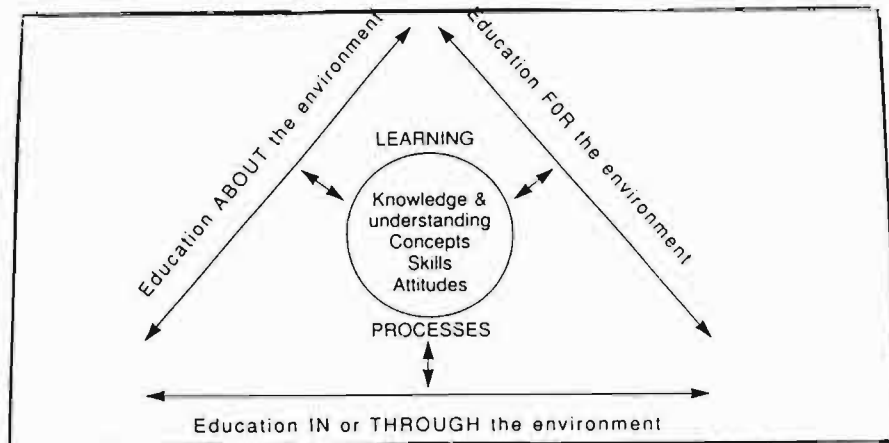 Education ABOUT the environment
Education FOR the environment
LEARNING
Knowledge &
understanding
Concepts
Skills
Attitudes
PROCESSES
Education IN or THROUGH the environment